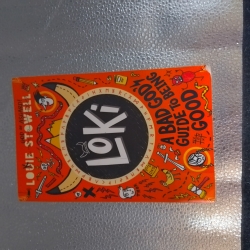 LOUIE STOWELL
LOKI
A BAD GOD'S
GUIDE TO BEING
GOOD